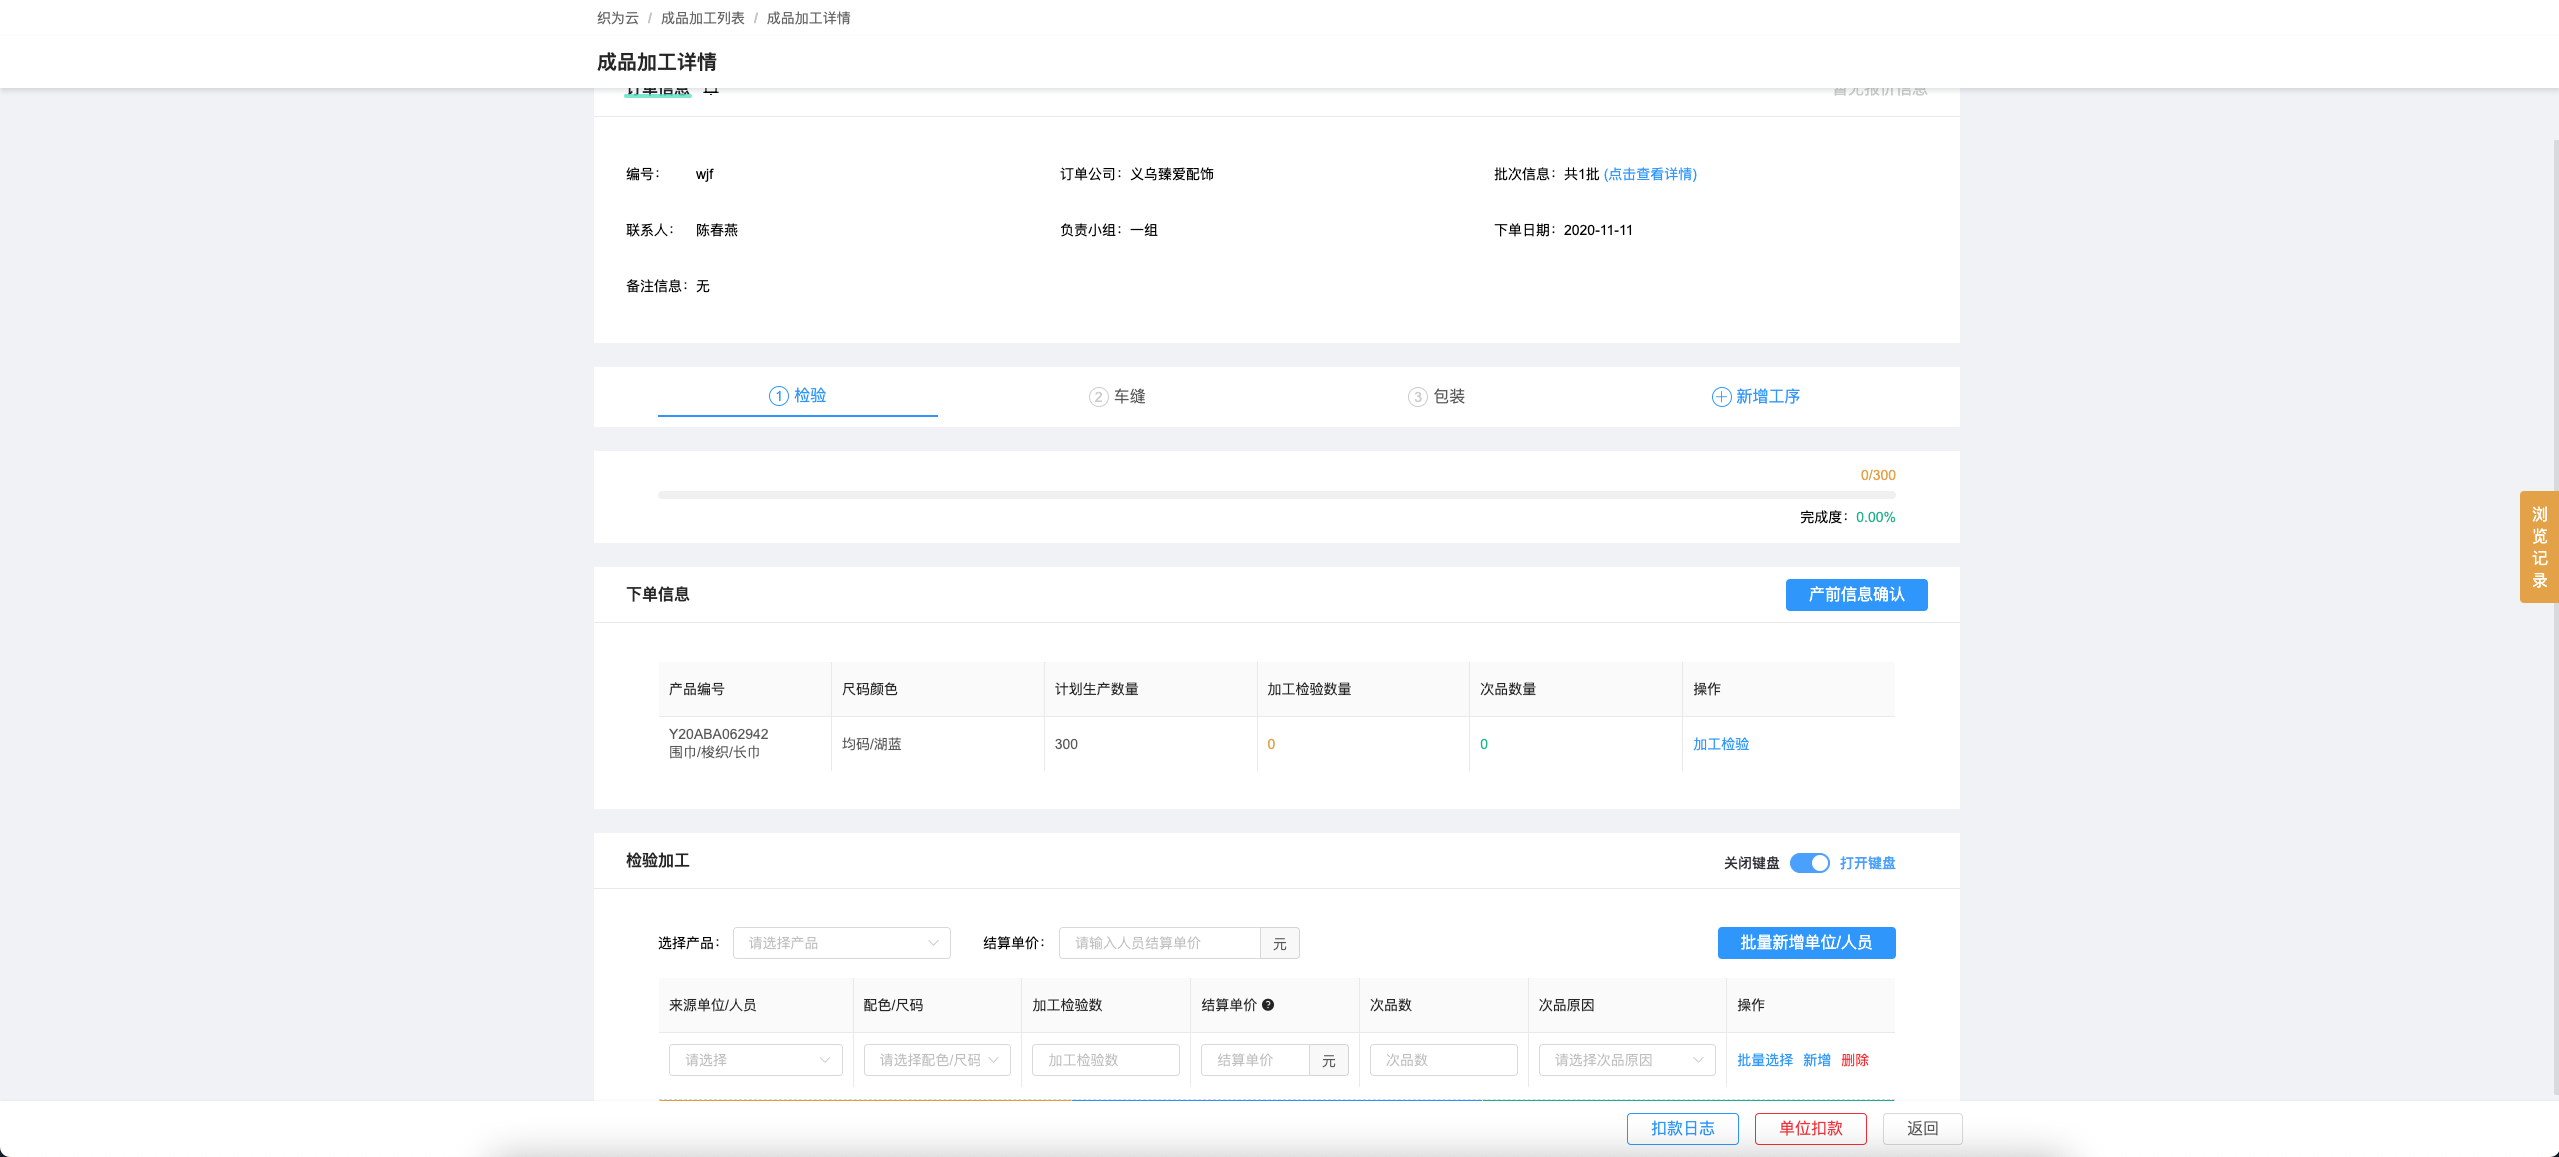 织为云 / 成品加工列表 / 成品加工详情
成品加工详情
订单信息
暂无报价信息
编号： wjf
订单公司：义乌臻爱配饰
批次信息：共1批 (点击查看详情)
联系人： 陈春燕
负责小组：一组
下单日期：2020-11-11
备注信息：无
1 检验
2 车缝
3 包装
新增工序
0/300
完成度：0.00%
浏览记录
下单信息
产前信息确认
产品编号 尺码颜色 计划生产数量 加工检验数量 次品数量 操作
Y20ABA062942
围巾/梭织/长巾
均码/湖蓝 300 0 0 加工检验
检验加工
关闭键盘 打开键盘
选择产品： 请选择产品 结算单价： 请输入人员结算单价 元
批量新增单位/人员
来源单位/人员 配色/尺码 加工检验数 结算单价 ? 次品数 次品原因 操作
请选择 请选择配色/尺码 加工检验数 结算单价 元 次品数 请选择次品原因 批量选择 新增 删除
扣款日志 单位扣款 返回